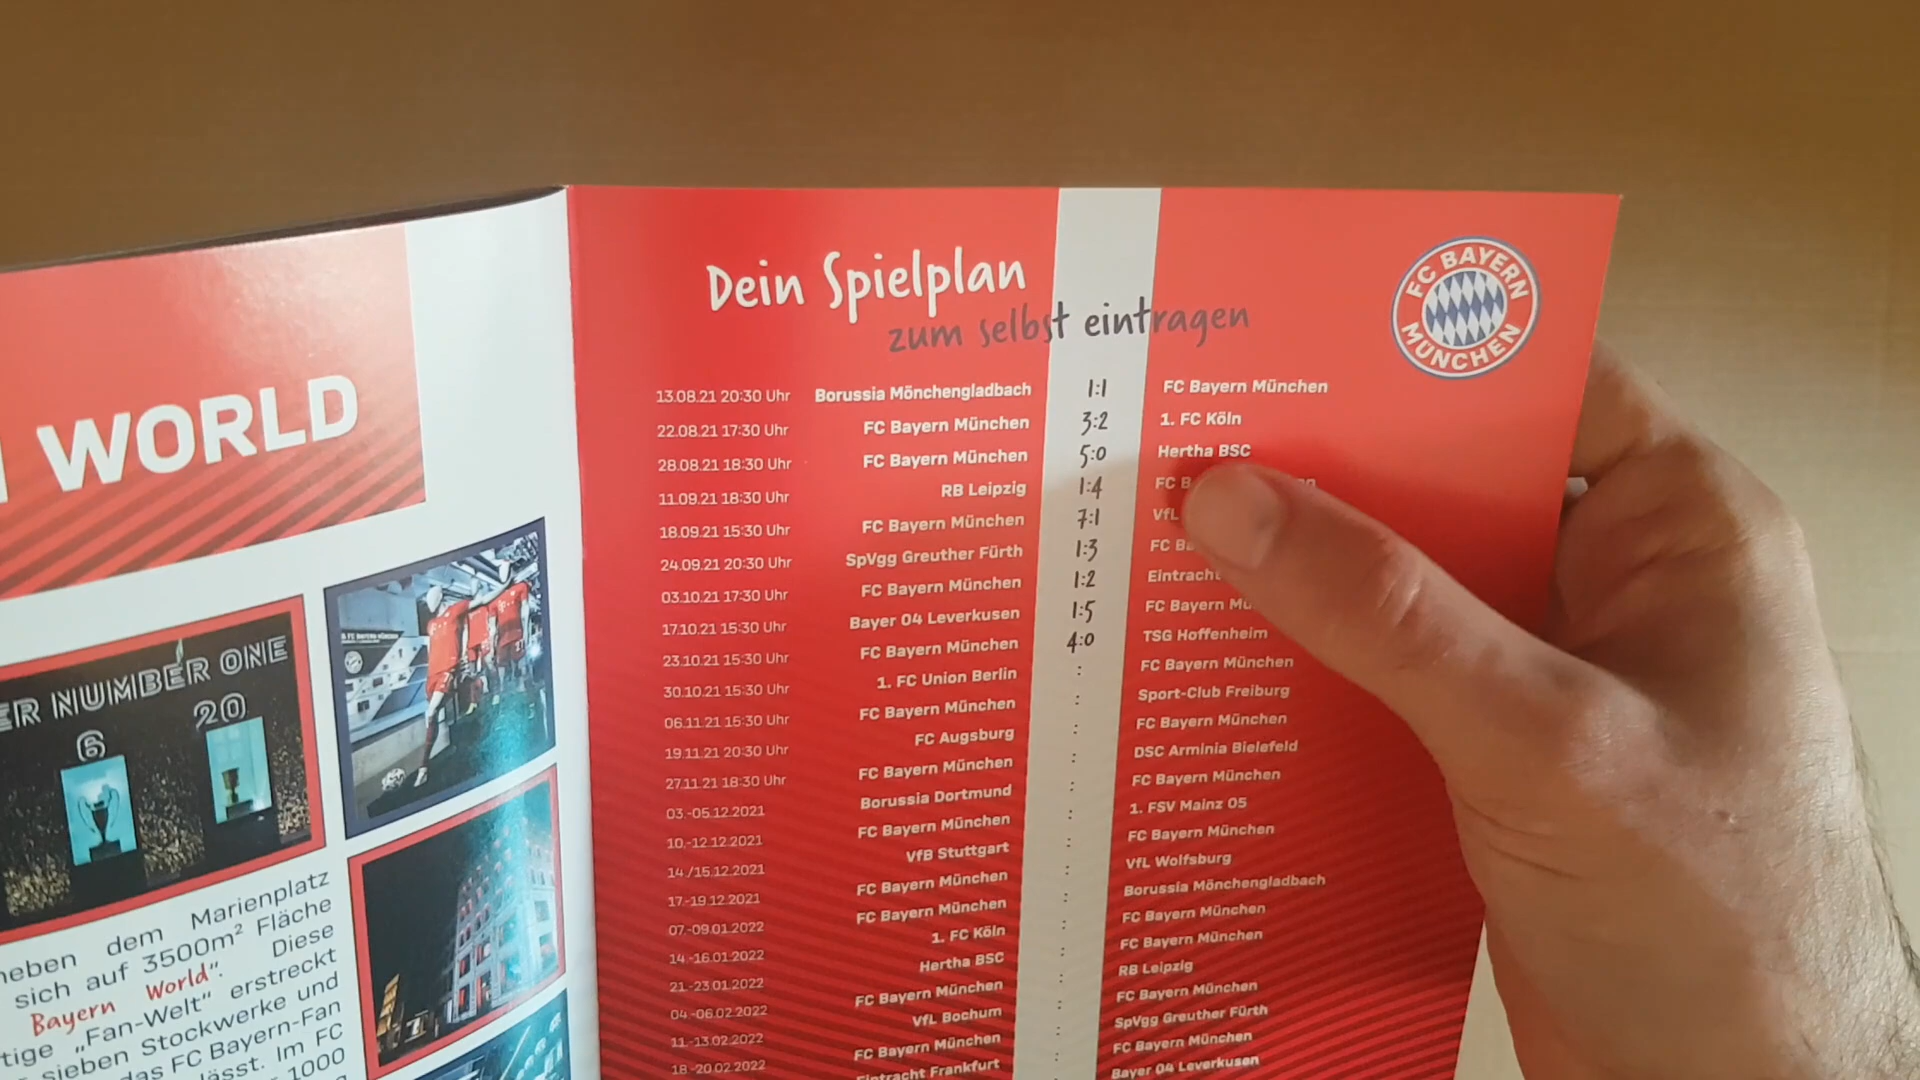 WORLD
ER NUMBER ONE
6
20
neben dem Marienplatz
sich auf 3500m² Fläche
Bayern World“. Diese
tige „Fan-Welt“ erstreckt
sieben Stockwerke und
das FC Bayern-Fan
lässt. Im FC
1000
Dein Spielplan
zum selbst eintragen
FC BAYERN
MÜNCHEN
13.08.21 20:30 Uhr Borussia Mönchengladbach 1:1 FC Bayern München
22.08.21 17:30 Uhr FC Bayern München 3:2 1. FC Köln
28.08.21 18:30 Uhr FC Bayern München 5:0 Hertha BSC
11.09.21 18:30 Uhr RB Leipzig 1:4 FC B
18.09.21 15:30 Uhr FC Bayern München 7:1 VfL
24.09.21 20:30 Uhr SpVgg Greuther Fürth 1:3 FC Ba
03.10.21 17:30 Uhr FC Bayern München 1:2 Eintracht
17.10.21 15:30 Uhr Bayer 04 Leverkusen 1:5 FC Bayern Mü
23.10.21 15:30 Uhr FC Bayern München 4:0 TSG Hoffenheim
30.10.21 15:30 Uhr 1. FC Union Berlin : FC Bayern München
06.11.21 15:30 Uhr FC Bayern München : Sport-Club Freiburg
19.11.21 20:30 Uhr FC Augsburg : FC Bayern München
27.11.21 18:30 Uhr FC Bayern München : DSC Arminia Bielefeld
03.-05.12.2021 Borussia Dortmund : FC Bayern München
10.-12.12.2021 FC Bayern München : 1. FSV Mainz 05
14./15.12.2021 VfB Stuttgart : FC Bayern München
17.-19.12.2021 FC Bayern München : VfL Wolfsburg
07.-09.01.2022 FC Bayern München : Borussia Mönchengladbach
14.-16.01.2022 1. FC Köln : FC Bayern München
21.-23.01.2022 Hertha BSC : FC Bayern München
04.-06.02.2022 FC Bayern München : RB Leipzig
11.-13.02.2022 VfL Bochum : FC Bayern München
18.-20.02.2022 FC Bayern München : SpVgg Greuther Fürth
Eintracht Frankfurt : FC Bayern München
Bayer 04 Leverkusen